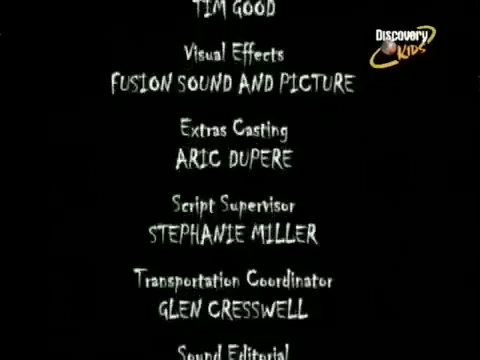 TIM GOOD
Discovery
KIDS
Visual Effects
FUSION SOUND AND PICTURE
Extras Casting
ARIC DUPERE
Script Supervisor
STEPHANIE MILLER
Transportation Coordinator
GLEN CRESSWELL
Sound Editorial